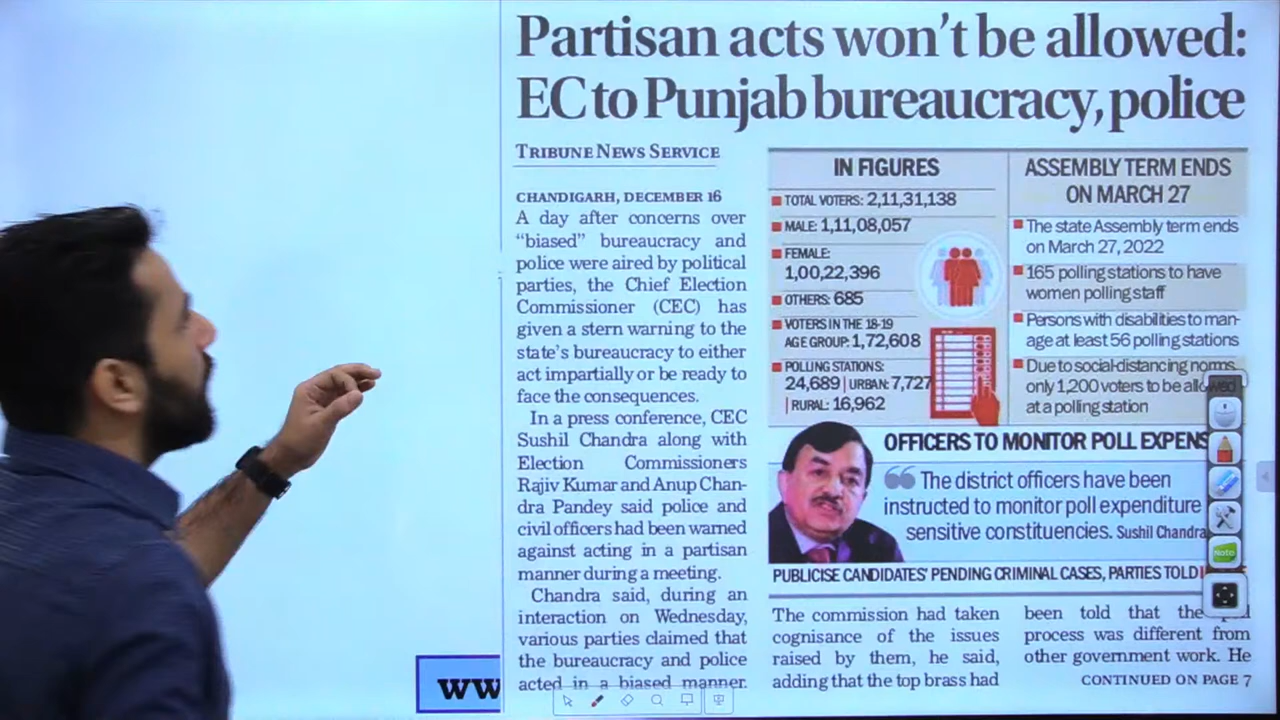 Partisan acts won't be allowed:
EC to Punjab bureaucracy, police
TRIBUNE NEWS SERVICE
CHANDIGARH, DECEMBER 16
A day after concerns over
“biased” bureaucracy and
police were aired by political
parties, the Chief Election
Commissioner (CEC) has
given a stern warning to the
state's bureaucracy to either
act impartially or be ready to
face the consequences.
In a press conference, CEC
Sushil Chandra along with
Election Commissioners
Rajiv Kumar and Anup Chan-
dra Pandey said police and
civil officers had been warned
against acting in a partisan
manner during a meeting.
Chandra said, during an
interaction on Wednesday,
various parties claimed that
the bureaucracy and police
acted in a biased manner.
IN FIGURES
TOTAL VOTERS: 2,11,31,138
MALE: 1,11,08,057
FEMALE:
1,00,22,396
OTHERS: 685
VOTERS IN THE 18-19
AGE GROUP: 1,72,608
POLLING STATIONS:
24,689 | URBAN: 7,727
| RURAL: 16,962
ASSEMBLY TERM ENDS
ON MARCH 27
The state Assembly term ends
on March 27, 2022
165 polling stations to have
women polling staff
Persons with disabilities to man-
age at least 56 polling stations
Due to social-distancing norms,
only 1,200 voters to be allowed
at a polling station
OFFICERS TO MONITOR POLL EXPENS
“The district officers have been
instructed to monitor poll expenditure
sensitive constituencies. Sushil Chandra
PUBLICISE CANDIDATES' PENDING CRIMINAL CASES, PARTIES TOLD
The commission had taken
cognisance of the issues
raised by them, he said,
adding that the top brass had
been told that the poll
process was different from
other government work. He
CONTINUED ON PAGE 7
Note
WW